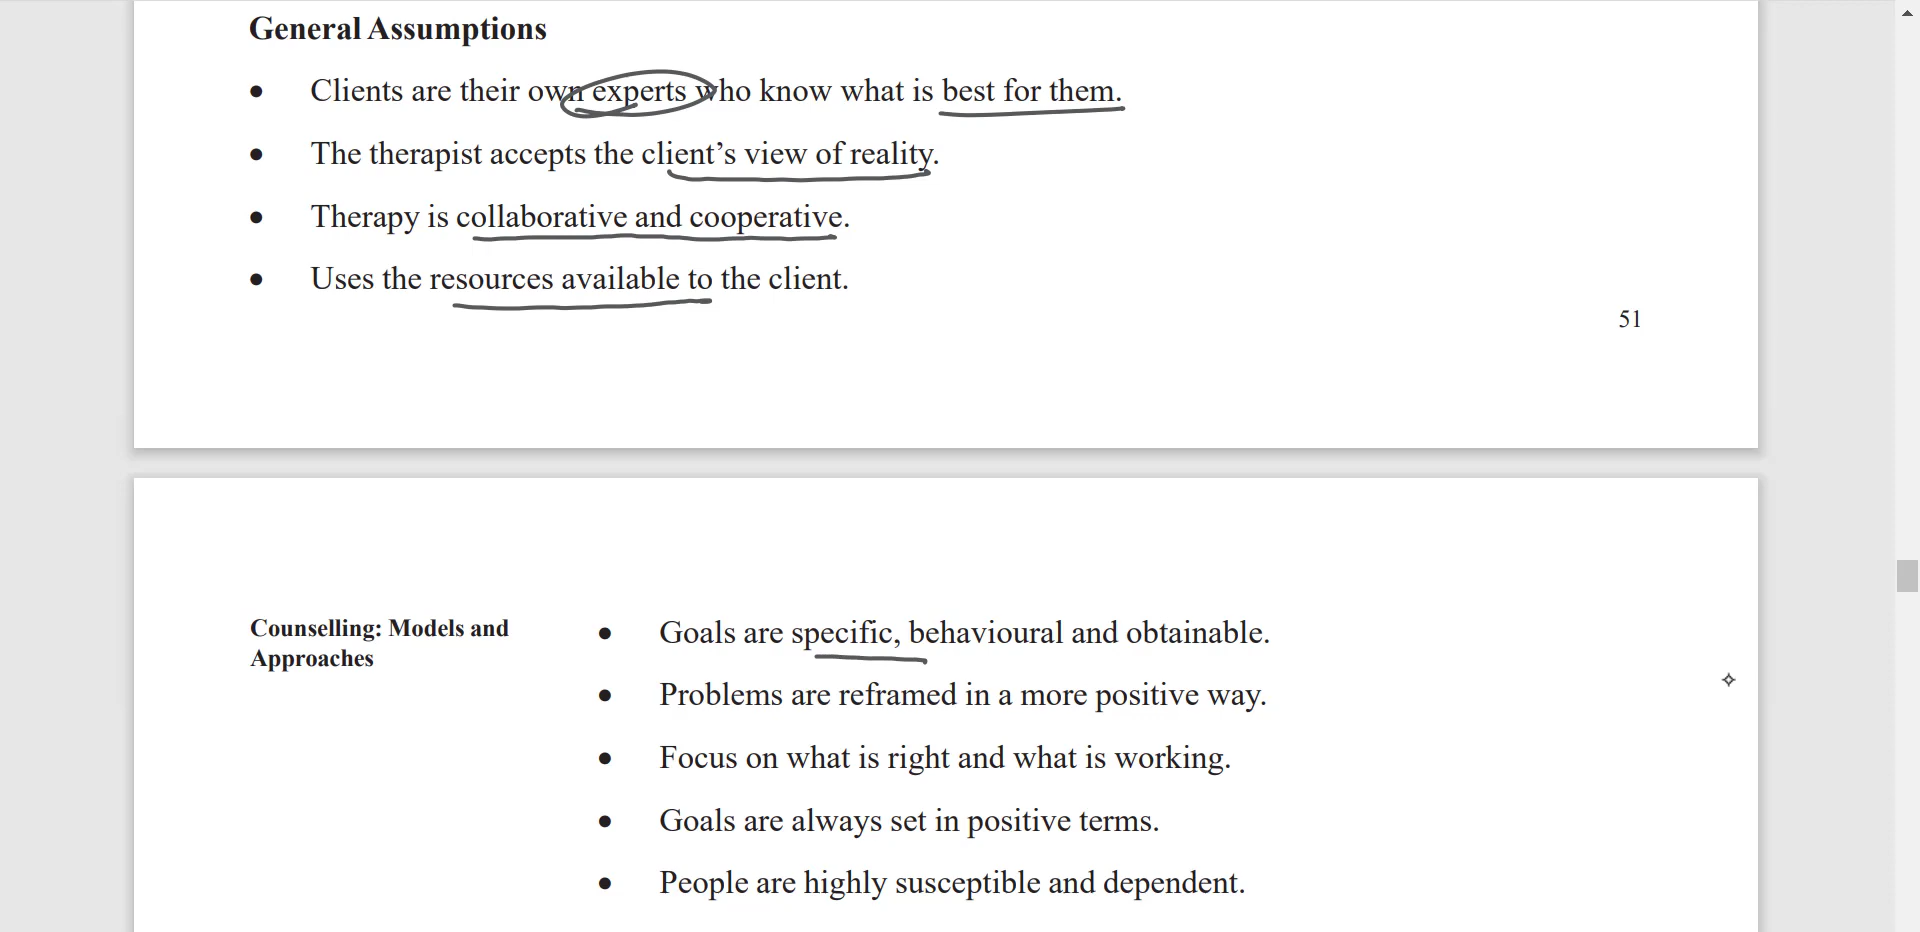 General Assumptions
● Clients are their own experts who know what is best for them.
● The therapist accepts the client’s view of reality.
● Therapy is collaborative and cooperative.
● Uses the resources available to the client.
51
Counselling: Models and
Approaches
● Goals are specific, behavioural and obtainable.
● Problems are reframed in a more positive way.
● Focus on what is right and what is working.
● Goals are always set in positive terms.
● People are highly susceptible and dependent.